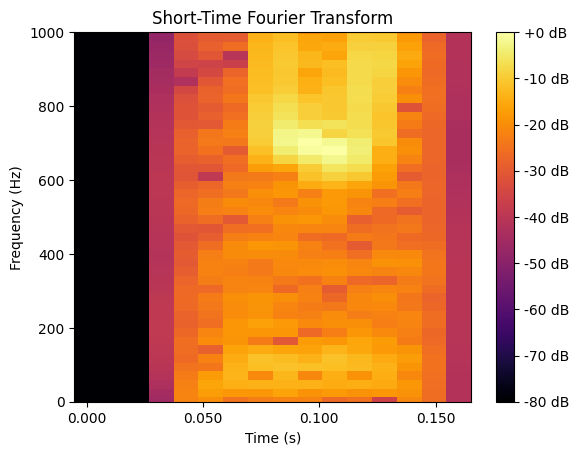 Short-Time Fourier Transform
1000
800
600
400
200
0
Frequency (Hz)
0.000
0.050
0.100
0.150
Time (s)
+0 dB
-10 dB
-20 dB
-30 dB
-40 dB
-50 dB
-60 dB
-70 dB
-80 dB